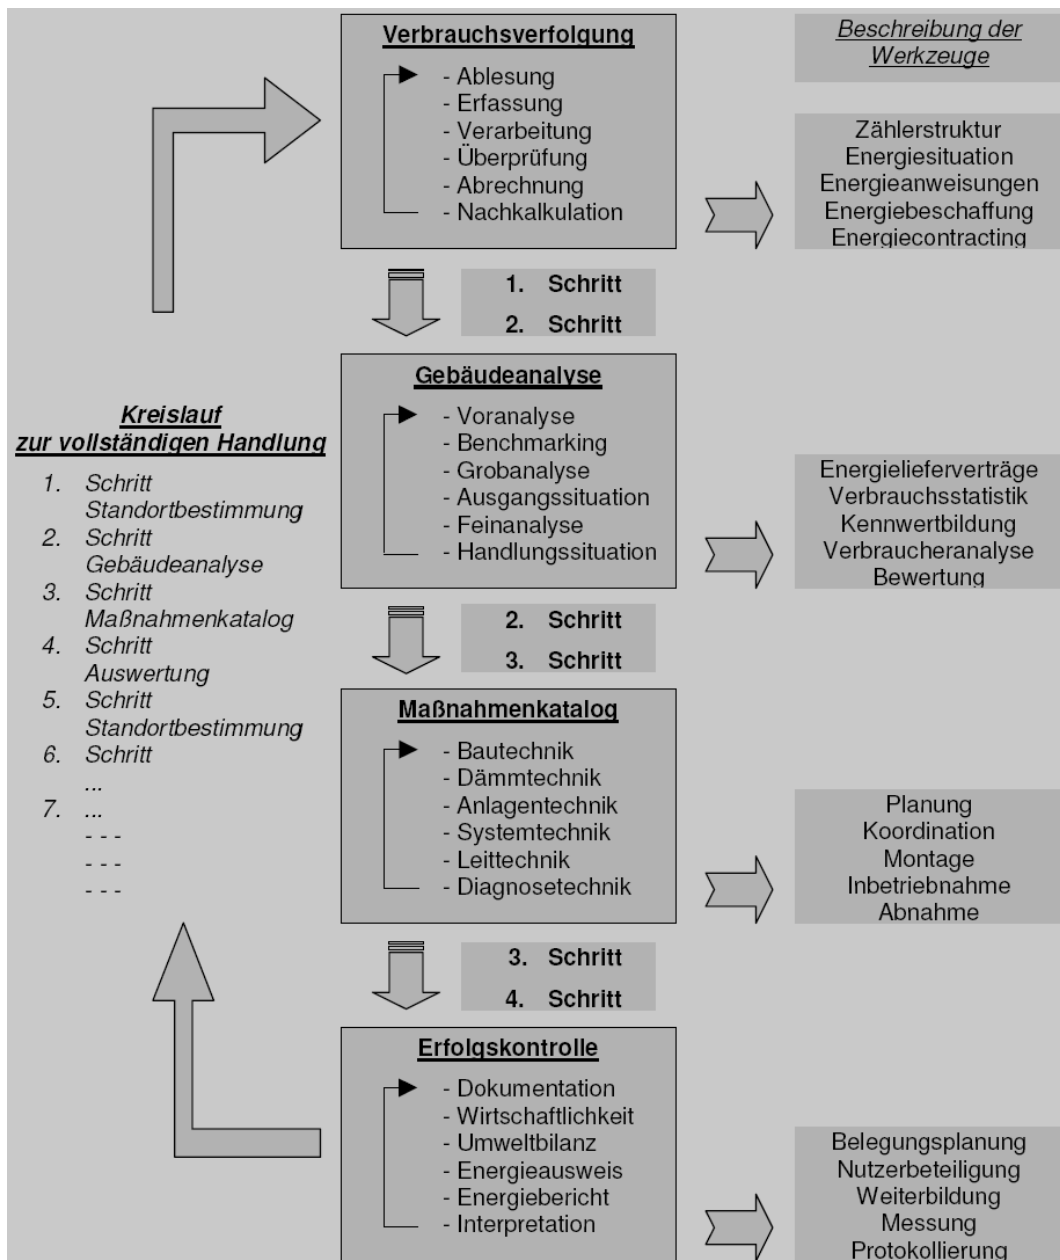 Verbrauchsverfolgung
- Ablesung
- Erfassung
- Verarbeitung
- Überprüfung
- Abrechnung
- Nachkalkulation
Beschreibung der
Werkzeuge
Zählerstruktur
Energiesituation
Energieanweisungen
Energiebeschaffung
Energiecontracting
1. Schritt
2. Schritt
Gebäudeanalyse
- Voranalyse
- Benchmarking
- Grobanalyse
- Ausgangssituation
- Feinanalyse
- Handlungssituation
Energielieferverträge
Verbrauchsstatistik
Kennwertbildung
Verbraucheranalyse
Bewertung
Kreislauf
zur vollständigen Handlung
1. Schritt
Standortbestimmung
2. Schritt
Gebäudeanalyse
3. Schritt
Maßnahmenkatalog
4. Schritt
Auswertung
5. Schritt
Standortbestimmung
6. Schritt
...
7. ...
- - -
- - -
- - -
2. Schritt
3. Schritt
Maßnahmenkatalog
- Bautechnik
- Dämmtechnik
- Anlagentechnik
- Systemtechnik
- Leittechnik
- Diagnosetechnik
Planung
Koordination
Montage
Inbetriebnahme
Abnahme
3. Schritt
4. Schritt
Erfolgskontrolle
- Dokumentation
- Wirtschaftlichkeit
- Umweltbilanz
- Energieausweis
- Energiebericht
- Interpretation
Belegungsplanung
Nutzerbeteiligung
Weiterbildung
Messung
Protokollierung